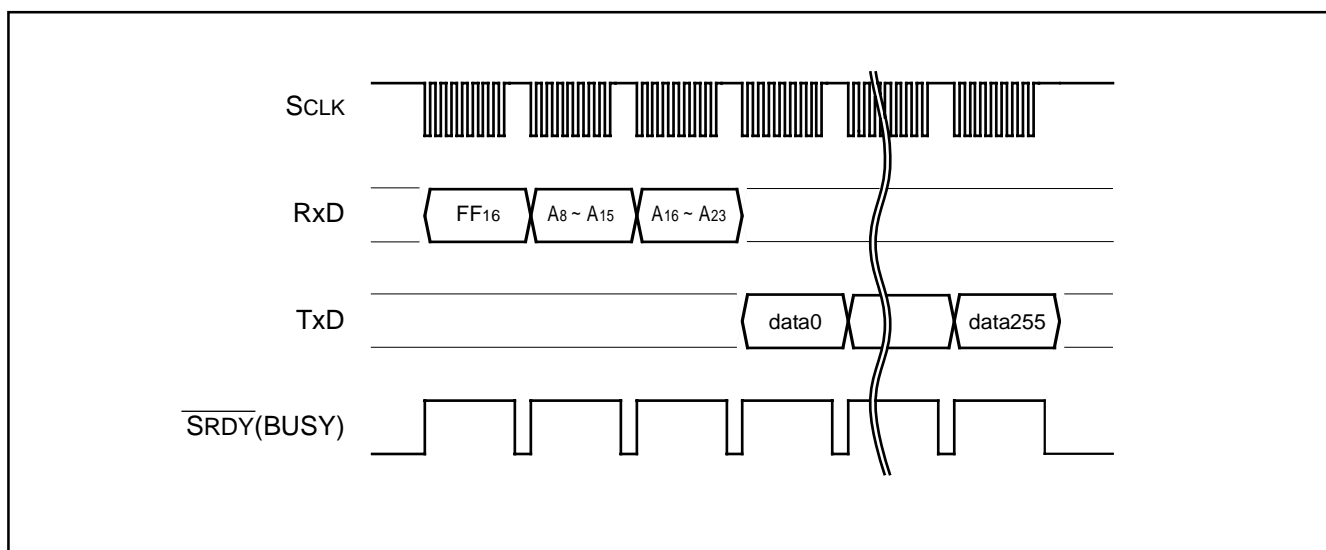 SCLK
RxD
FF16
A8 ~ A15
A16 ~ A23
TxD
data0
data255
SRDY(BUSY)